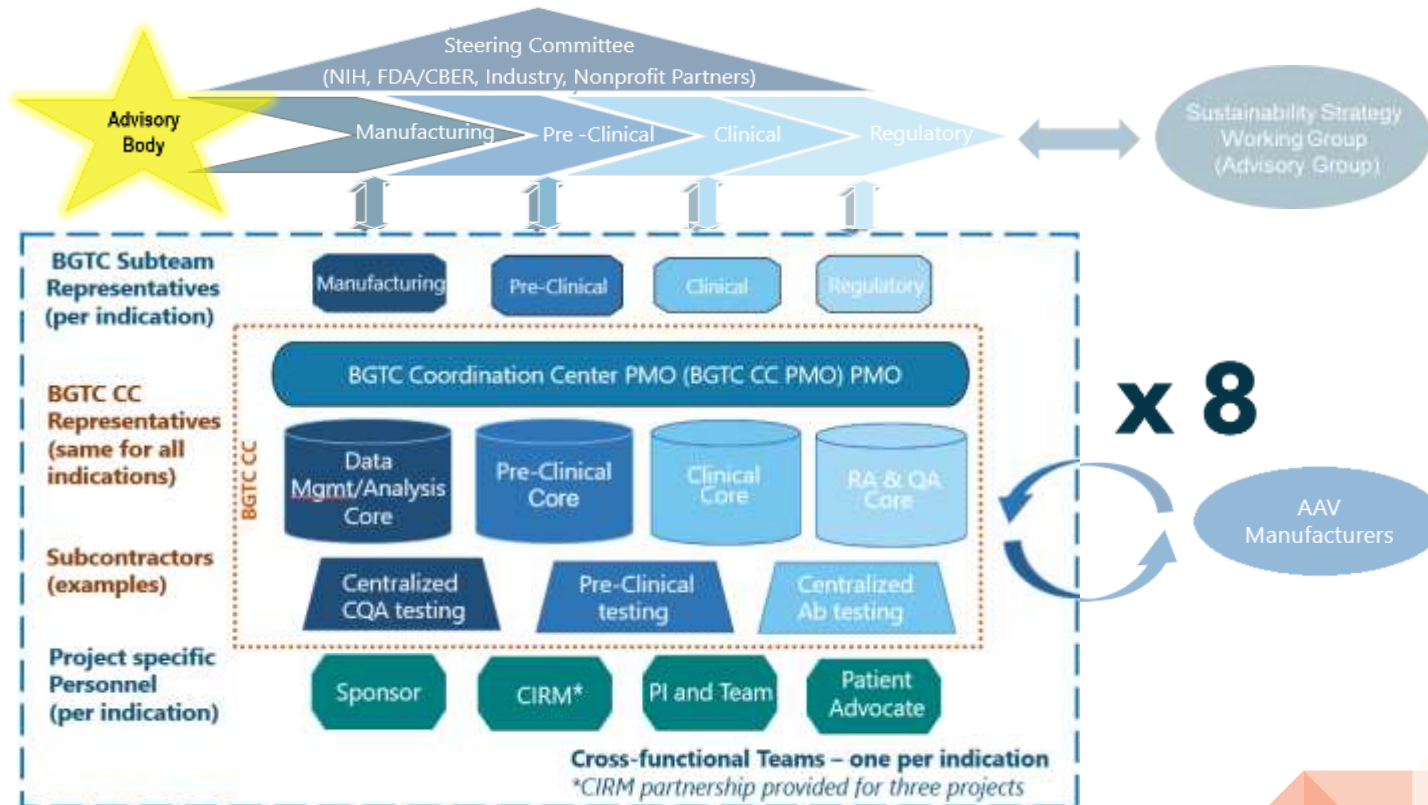 Steering Committee
(NIH, FDA/CBER, Industry, Nonprofit Partners)
Advisory
Body
Manufacturing
Pre -Clinical
Clinical
Regulatory
Sustainability Strategy
Working Group
(Advisory Group)
BGTC Subteam
Representatives
(per indication)
Manufacturing
Pre-Clinical
Clinical
Regulatory
BGTC CC
BGTC Coordination Center PMO (BGTC CC PMO) PMO
BGTC CC
Representatives
(same for all
indications)
Data
Mgmt/Analysis
Core
Pre-Clinical
Core
Clinical
Core
RA & QA
Core
x 8
AAV
Manufacturers
Subcontractors
(examples)
Centralized
CQA testing
Pre-Clinical
testing
Centralized
Ab testing
Project specific
Personnel
(per indication)
Sponsor
CIRM*
PI and Team
Patient
Advocate
Cross-functional Teams – one per indication
*CIRM partnership provided for three projects